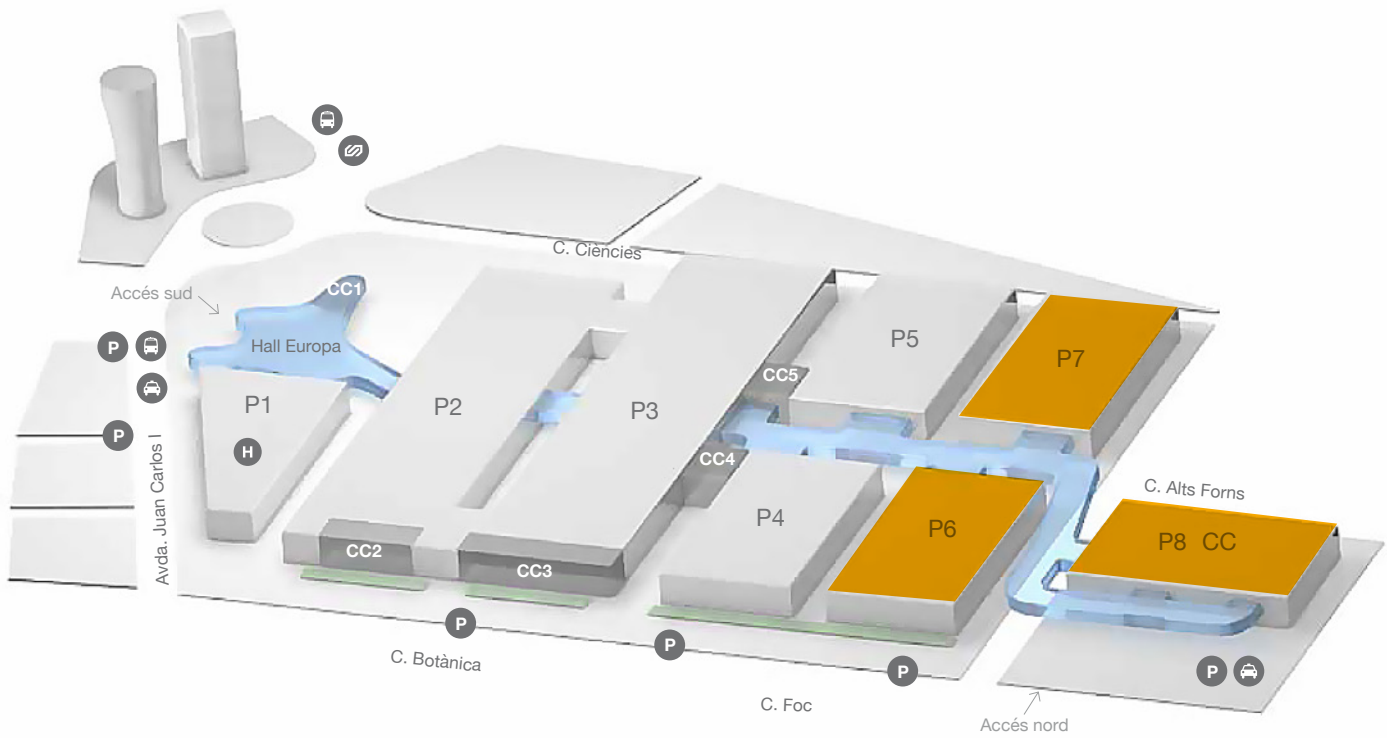 C. Ciències
CC1
Accés sud
Hall Europa
P
P5
P7
CC5
P1
P2
P3
P
H
CC4
C. Alts Forns
P4
P6
P8 CC
Avda. Juan Carlos I
CC2
CC3
P
P
C. Botànica
P
P
C. Foc
Accés nord